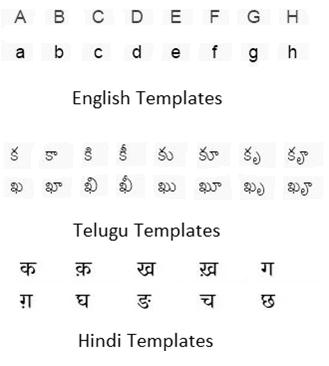 A B C D E F G H
a b c d e f g h
English Templates
క కా కి కీ కు కూ కృ కౄ
ఖ ఖా ఖి ఖీ ఖు ఖూ ఖృ ఖౄ
Telugu Templates
क क़ ख ख़ ग
ग़ घ ङ च छ
Hindi Templates